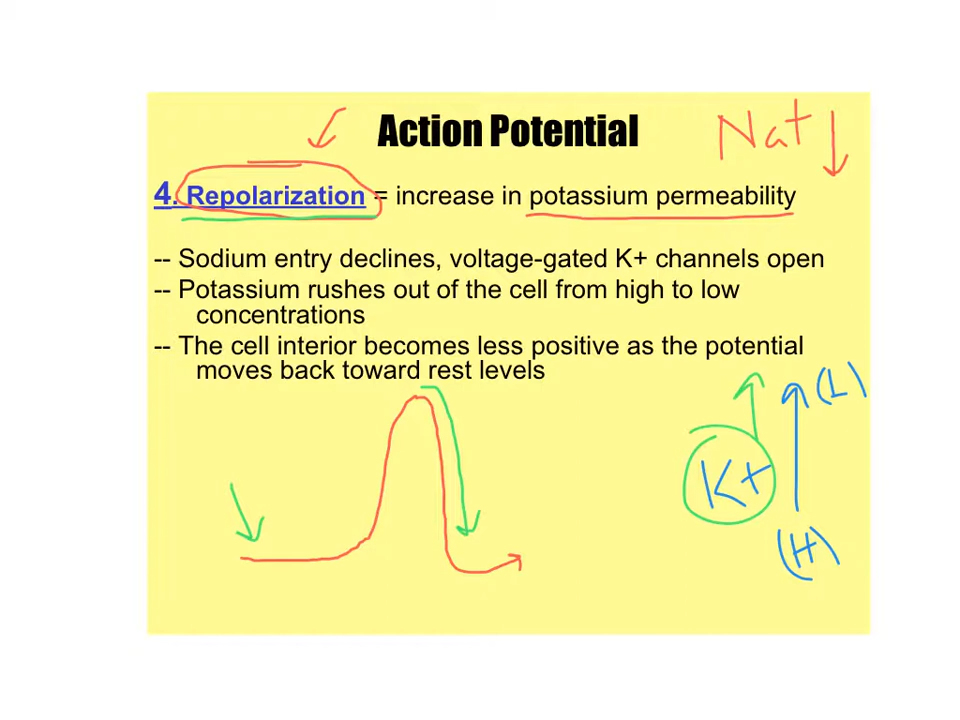 Action Potential
Na+
4. Repolarization = increase in potassium permeability
-- Sodium entry declines, voltage-gated K+ channels open
-- Potassium rushes out of the cell from high to low
concentrations
-- The cell interior becomes less positive as the potential
moves back toward rest levels
(L)
K+
(H)